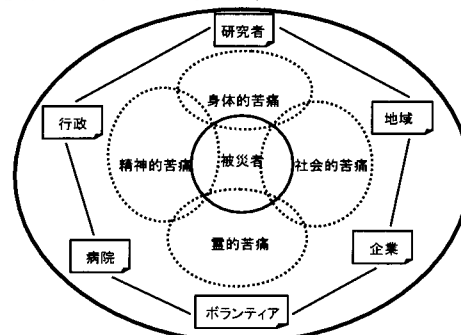 研究者
身体的苦痛
行政
地域
精神的苦痛
被災者
社会的苦痛
霊的苦痛
病院
企業
ボランティア